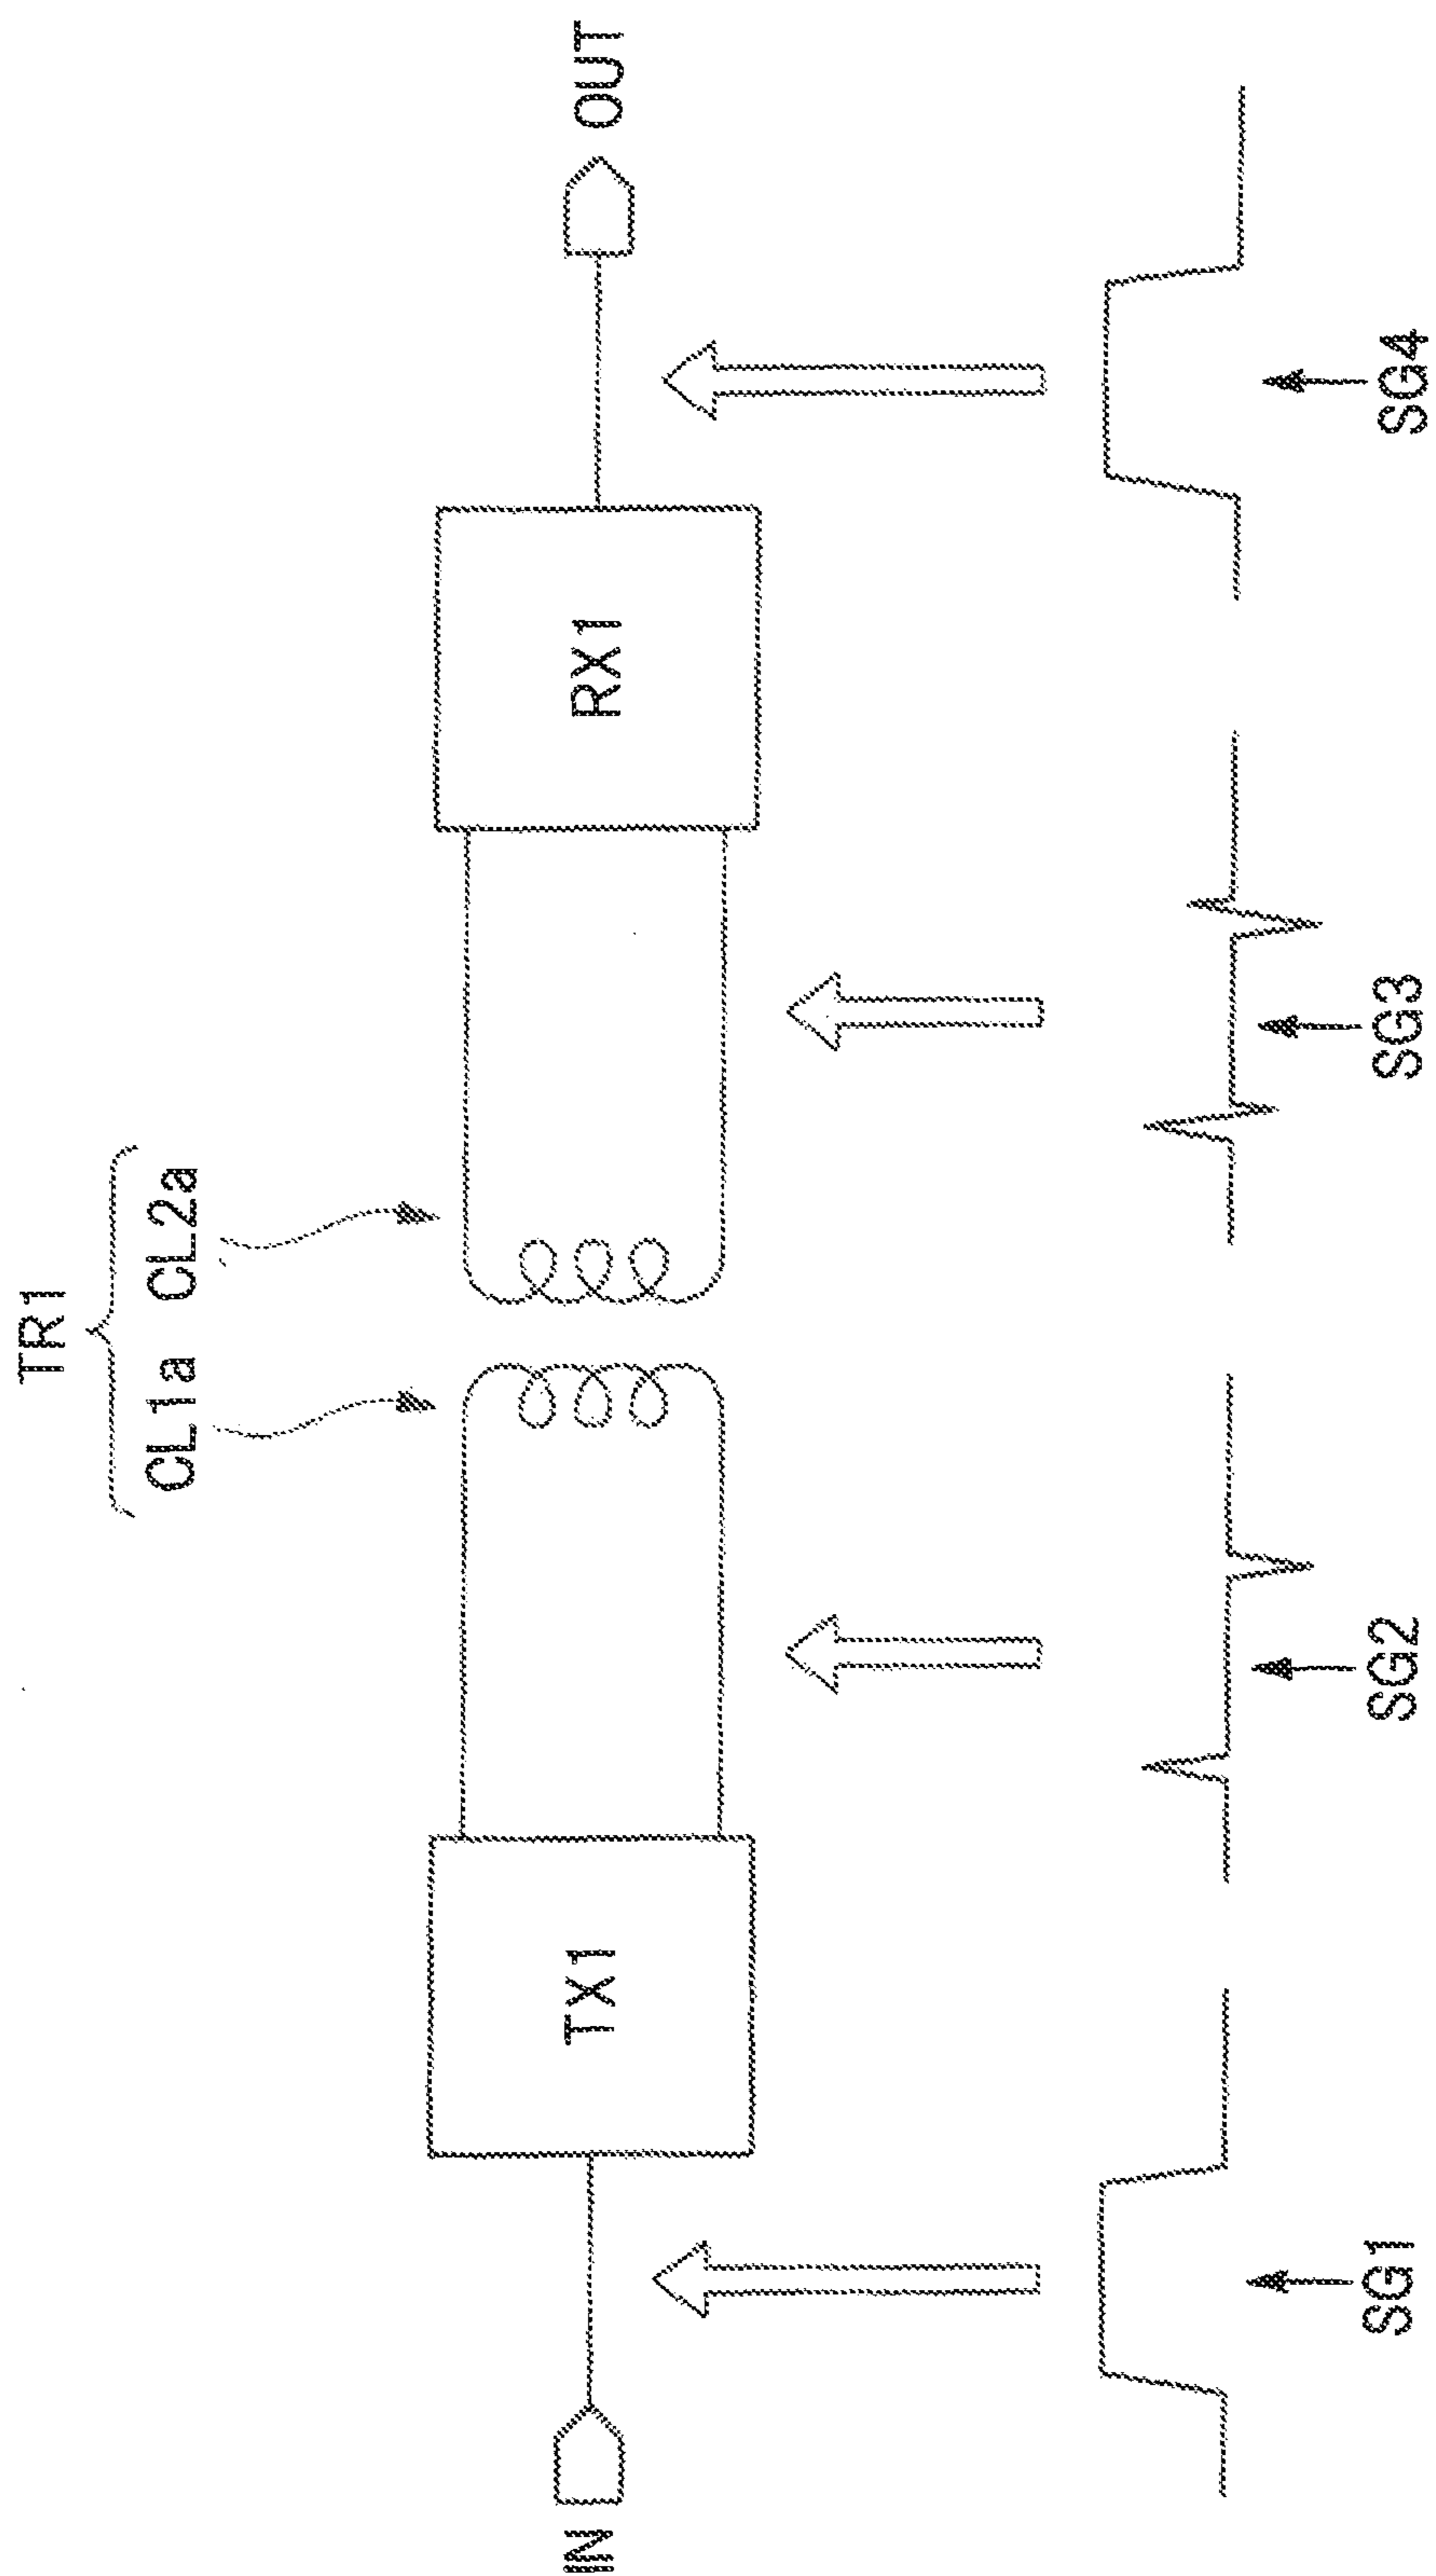 TR1
CL1a CL2a
IN
TX1
RX1
OUT
SG1
SG2
SG3
SG4